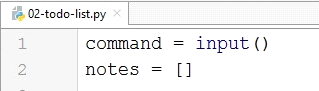 02-todo-list.py ×
1 command = input()
2 notes = []